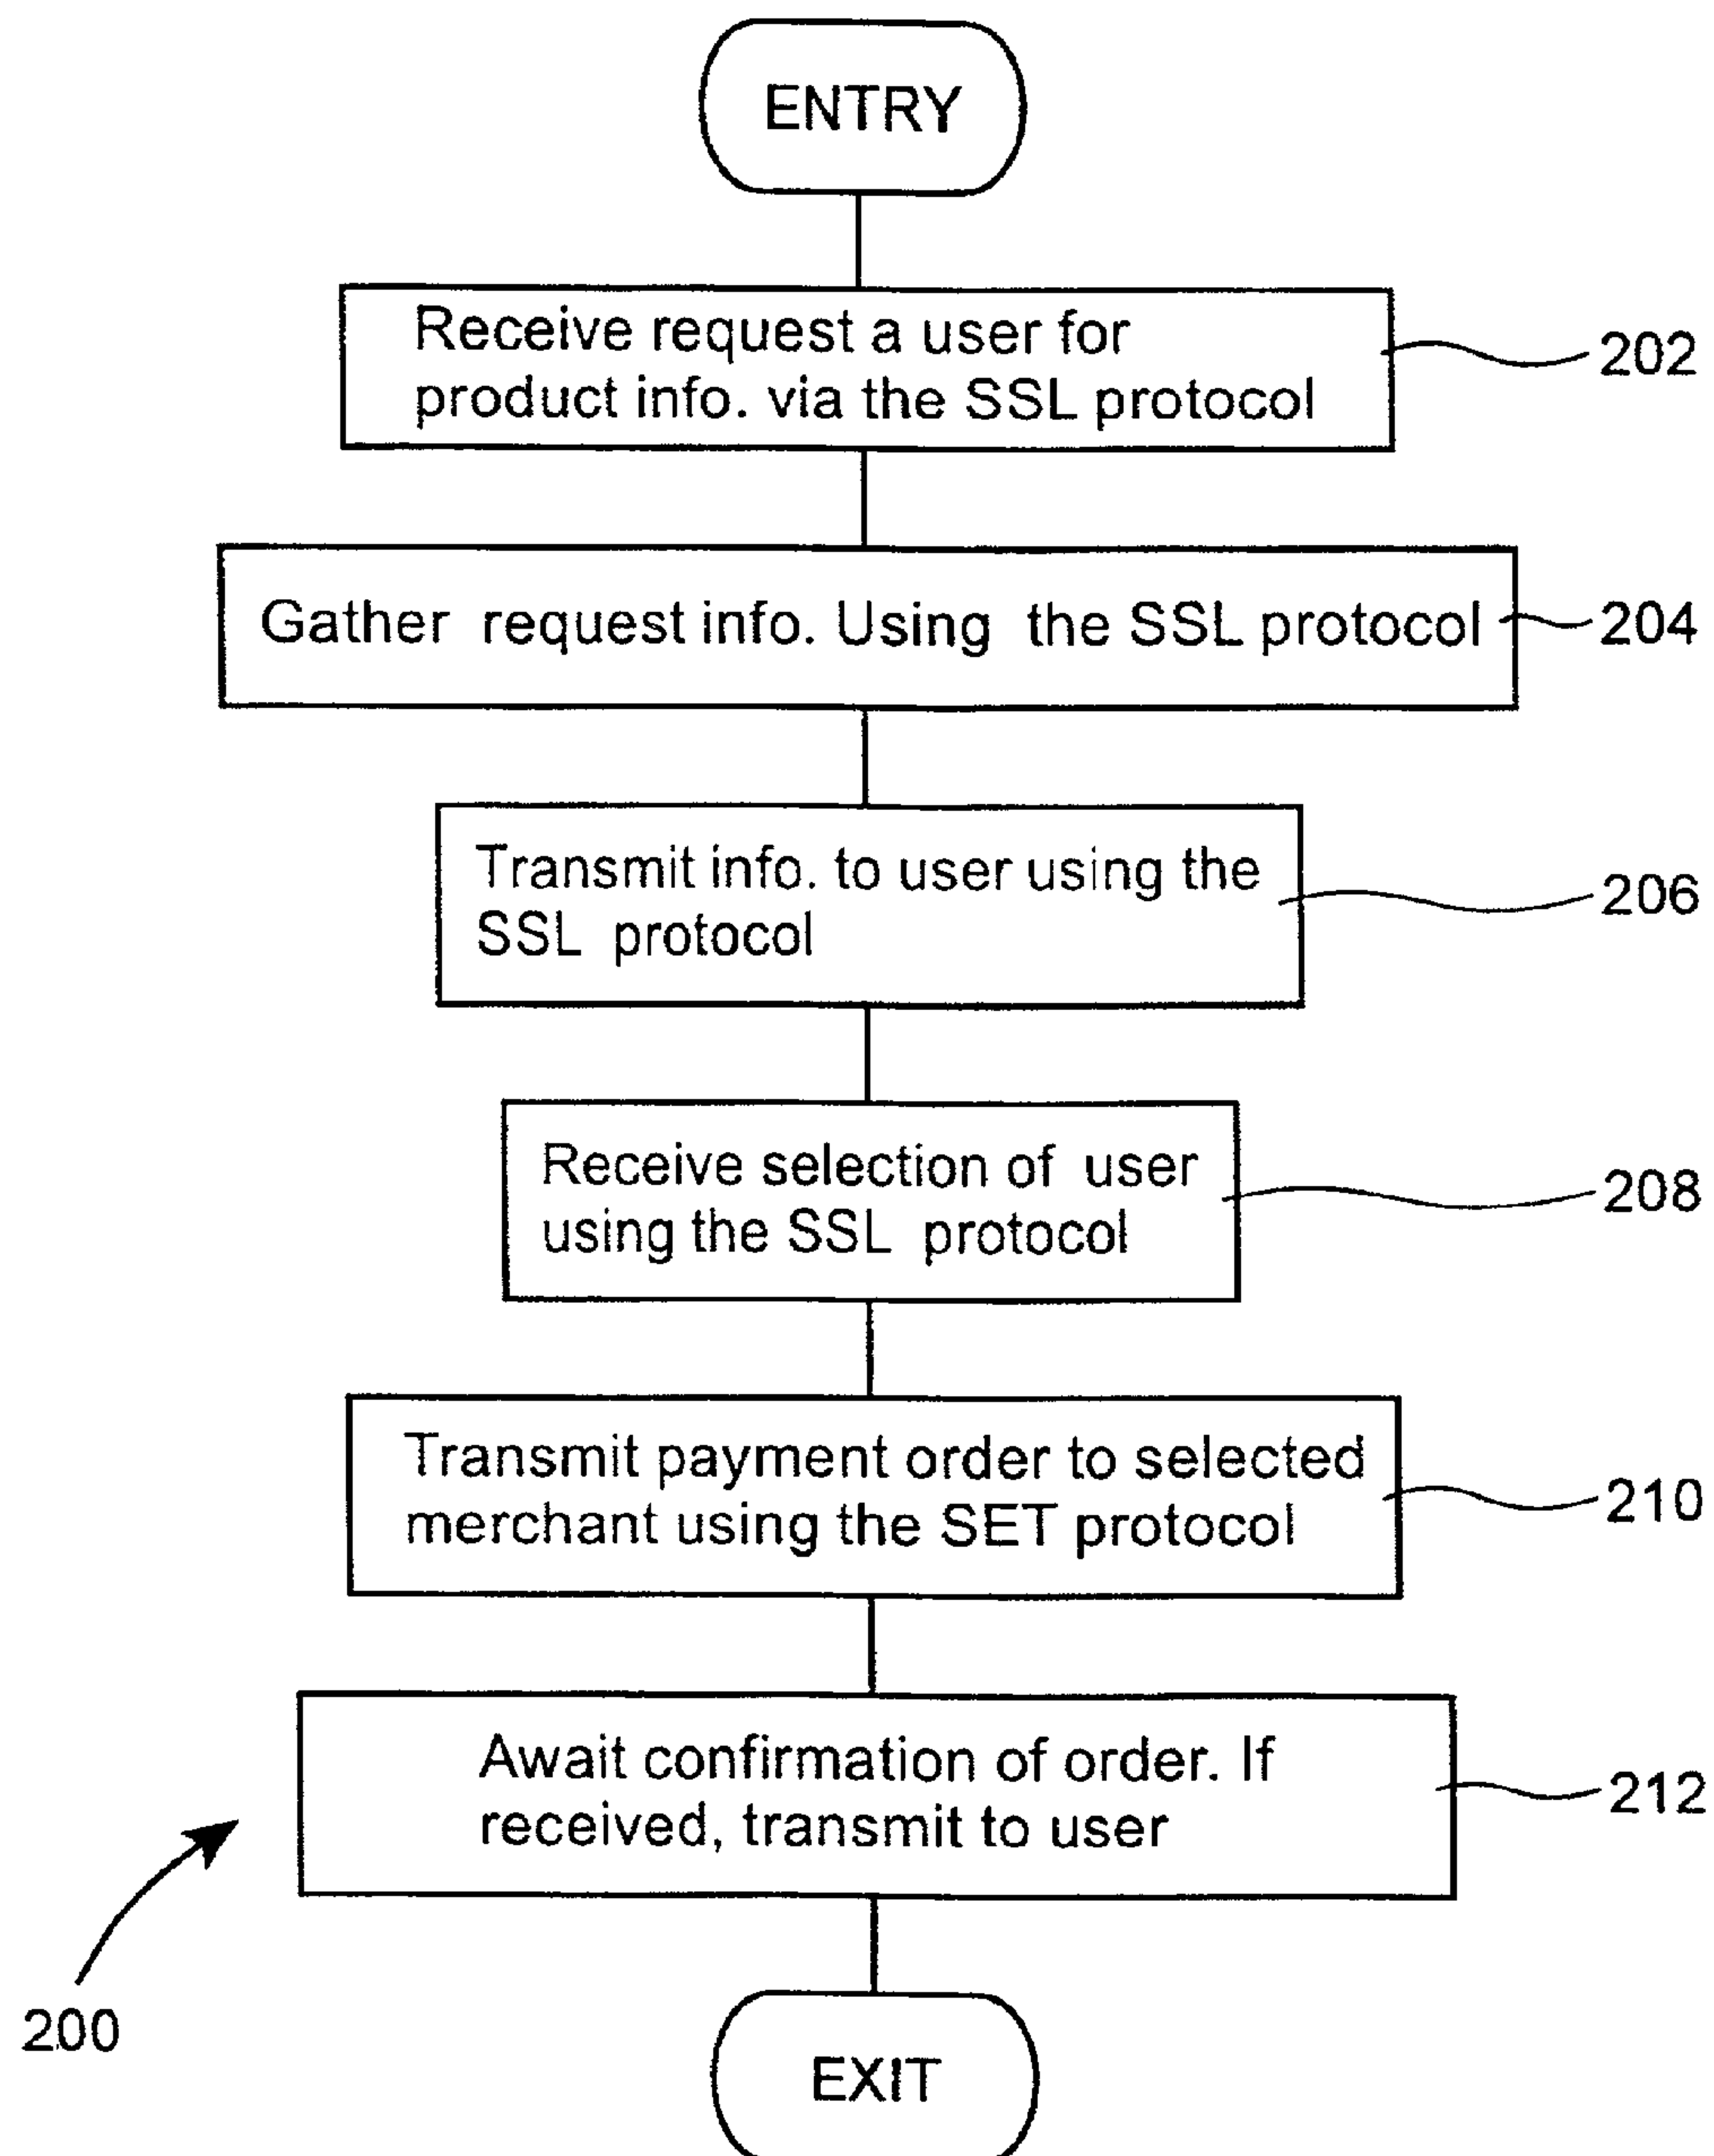 ENTRY
Receive request a user for
product info. via the SSL protocol
202
Gather request info. Using the SSL protocol
204
Transmit info. to user using the
SSL protocol
206
Receive selection of user
using the SSL protocol
208
Transmit payment order to selected
merchant using the SET protocol
210
Await confirmation of order. If
received, transmit to user
212
200
EXIT